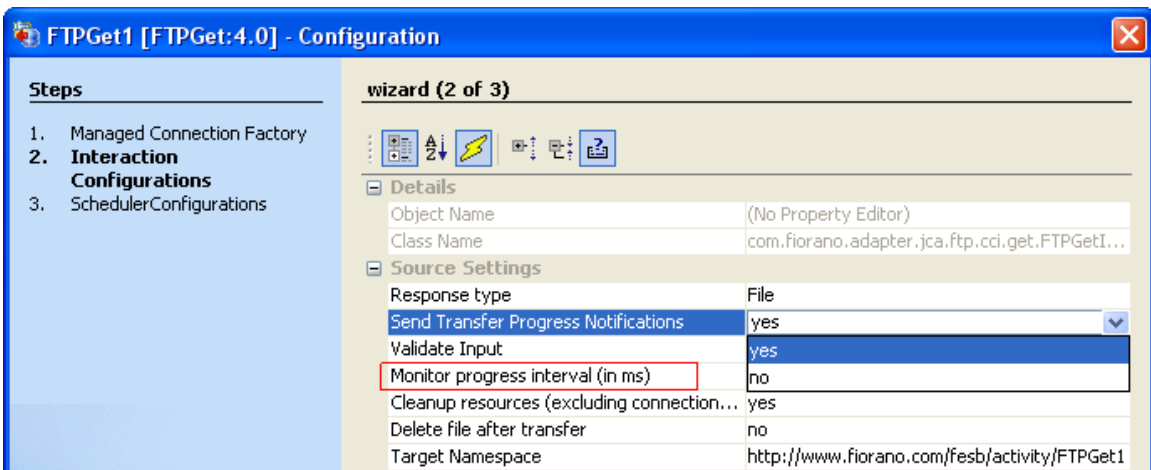 FTPGet1 [FTPGet:4.0] - Configuration
Steps
1. Managed Connection Factory
2. Interaction
Configurations
3. SchedulerConfigurations
wizard (2 of 3)
Details
Object Name (No Property Editor)
Class Name com.fiorano.adapter.jca.ftp.cci.get.FTPGetI...
Source Settings
Response type File
Send Transfer Progress Notifications yes
Validate Input yes
Monitor progress interval (in ms) no
Cleanup resources (excluding connection... yes
Delete file after transfer no
Target Namespace http://www.fiorano.com/fesb/activity/FTPGet1